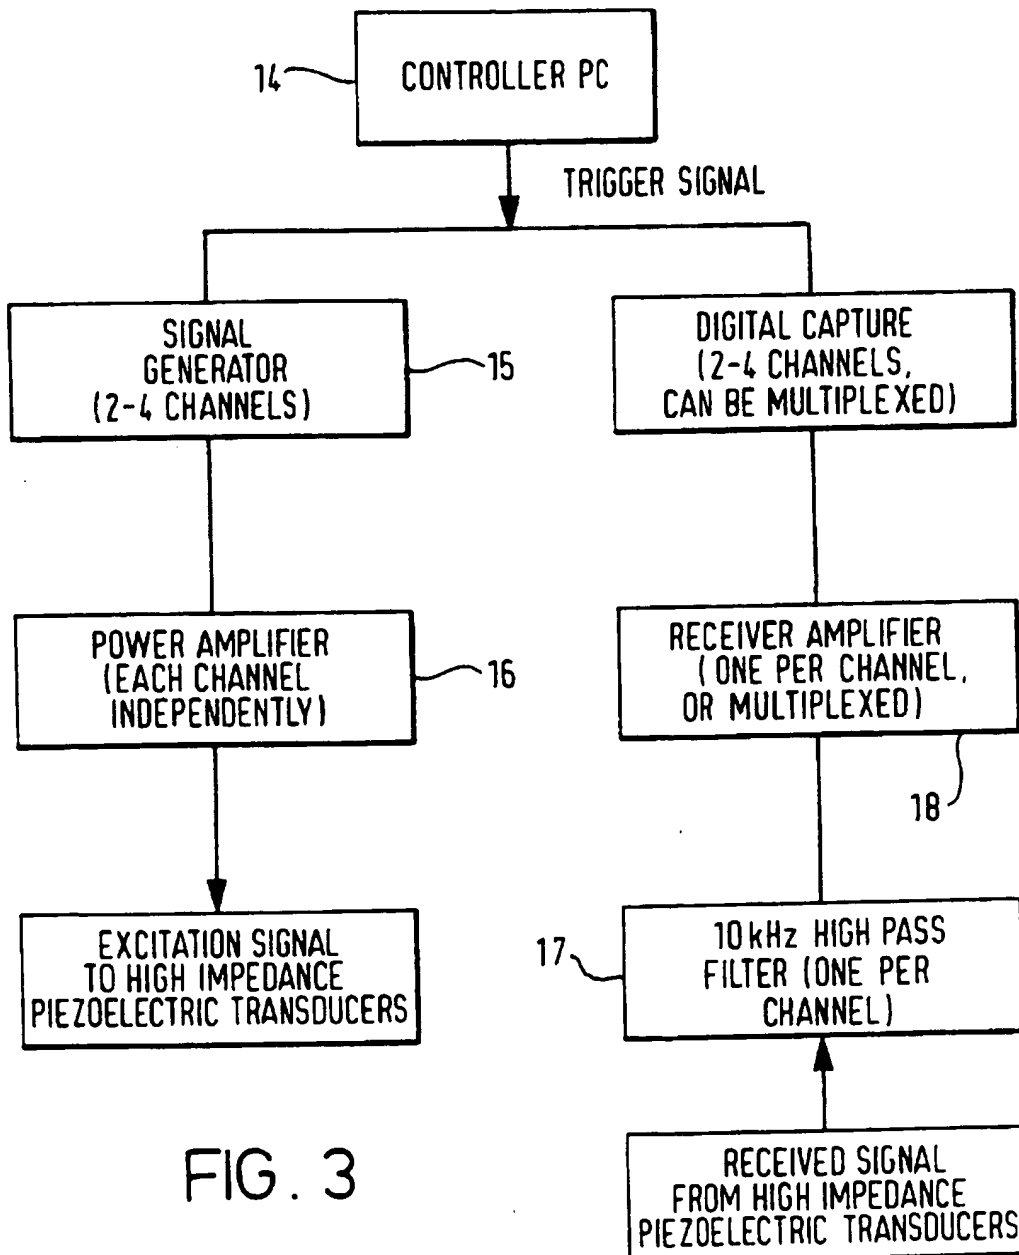 14
CONTROLLER PC
TRIGGER SIGNAL
SIGNAL
GENERATOR
(2-4 CHANNELS)
15
DIGITAL CAPTURE
(2-4 CHANNELS,
CAN BE MULTIPLEXED)
POWER AMPLIFIER
(EACH CHANNEL
INDEPENDENTLY)
16
RECEIVER AMPLIFIER
(ONE PER CHANNEL,
OR MULTIPLEXED)
18
EXCITATION SIGNAL
TO HIGH IMPEDANCE
PIEZOELECTRIC TRANSDUCERS
17
10kHz HIGH PASS
FILTER (ONE PER
CHANNEL)
RECEIVED SIGNAL
FROM HIGH IMPEDANCE
PIEZOELECTRIC TRANSDUCERS
FIG. 3